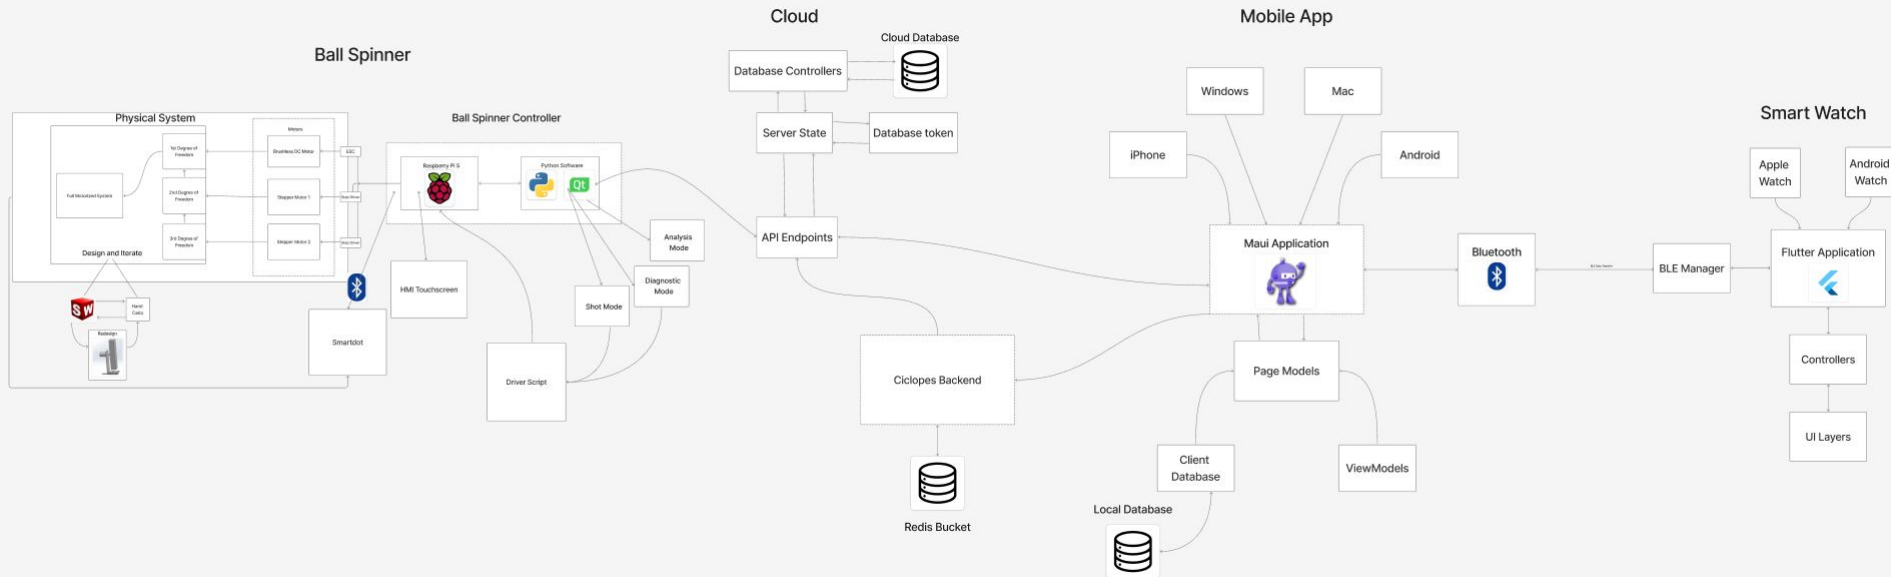 Ball Spinner
Cloud
Mobile App
Smart Watch
Physical System
1st Degree of
Freedom
2nd Degree of
Freedom
3rd Degree of
Freedom
Full Motorized System
Design and Iterate
Motors
Brushless DC Motor
Stepper Motor 1
Stepper Motor 2
ESC
SW
Hand
Calcs
Redesign
Ball Spinner Controller
Raspberry Pi 5
Python Software
Qt
Smartdot
HMI Touchscreen
Driver Script
Shot Mode
Diagnostic
Mode
Analysis
Mode
Cloud Database
Database Controllers
Server State
Database token
API Endpoints
Ciclopes Backend
Redis Bucket
Windows
Mac
iPhone
Android
Maui Application
Page Models
Client
Database
ViewModels
Local Database
Bluetooth
BLE Manager
Apple
Watch
Android
Watch
Flutter Application
Controllers
UI Layers